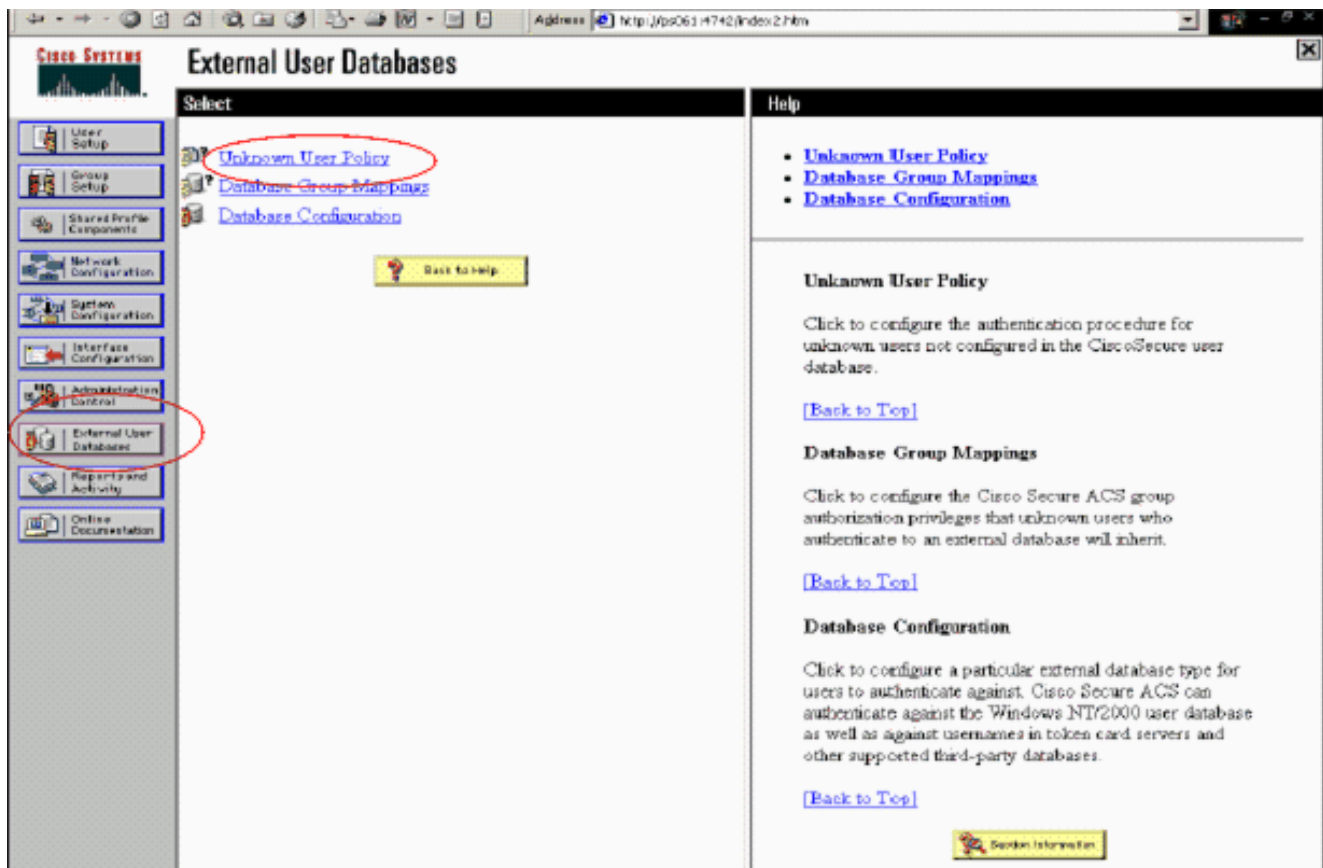 Address http://ps061:4742/index2.htm
CISCO SYSTEMS
External User Databases
Select
Help
User
Setup
Group
Setup
Shared Profile
Components
Network
Configuration
System
Configuration
Interface
Configuration
Administration
Control
External User
Databases
Reports and
Activity
Online
Documentation
Unknown User Policy
Database Group Mappings
Database Configuration
Back to Help
Unknown User Policy
Database Group Mappings
Database Configuration
Unknown User Policy
Click to configure the authentication procedure for
unknown users not configured in the CiscoSecure user
database.
[Back to Top]
Database Group Mappings
Click to configure the Cisco Secure ACS group
authorization privileges that unknown users who
authenticate to an external database will inherit.
[Back to Top]
Database Configuration
Click to configure a particular external database type for
users to authenticate against. Cisco Secure ACS can
authenticate against the Windows NT/2000 user database
as well as against usernames in token card servers and
other supported third-party databases.
[Back to Top]
Section Information